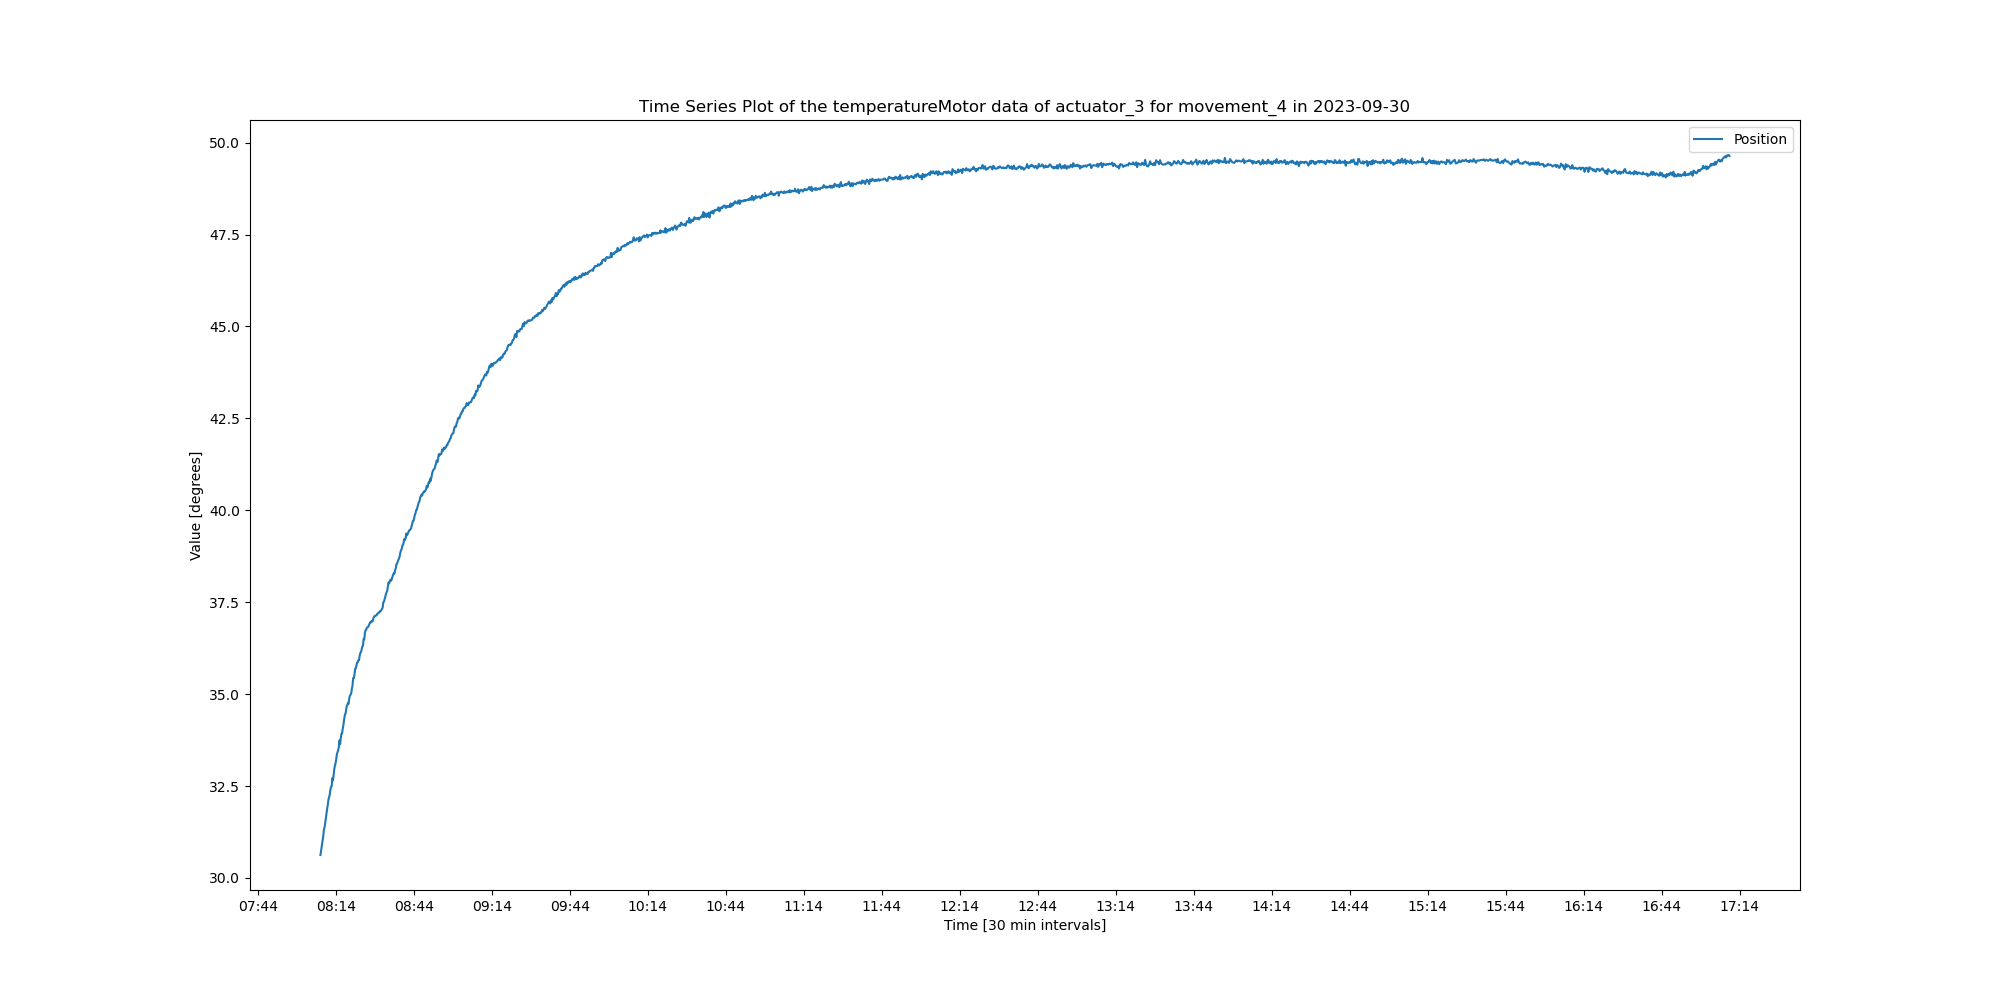 Time Series Plot of the temperatureMotor data of actuator_3 for movement_4 in 2023-09-30
Position
50.0
47.5
45.0
42.5
40.0
37.5
35.0
32.5
30.0
Value [degrees]
07:44 08:14 08:44 09:14 09:44 10:14 10:44 11:14 11:44 12:14 12:44 13:14 13:44 14:14 14:44 15:14 15:44 16:14 16:44 17:14
Time [30 min intervals]